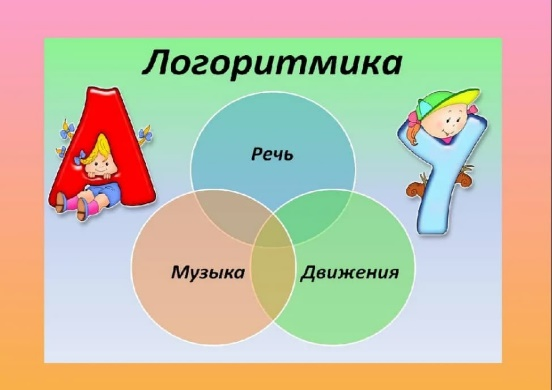 Логоритмика
А
У
Речь
Музыка
Движения